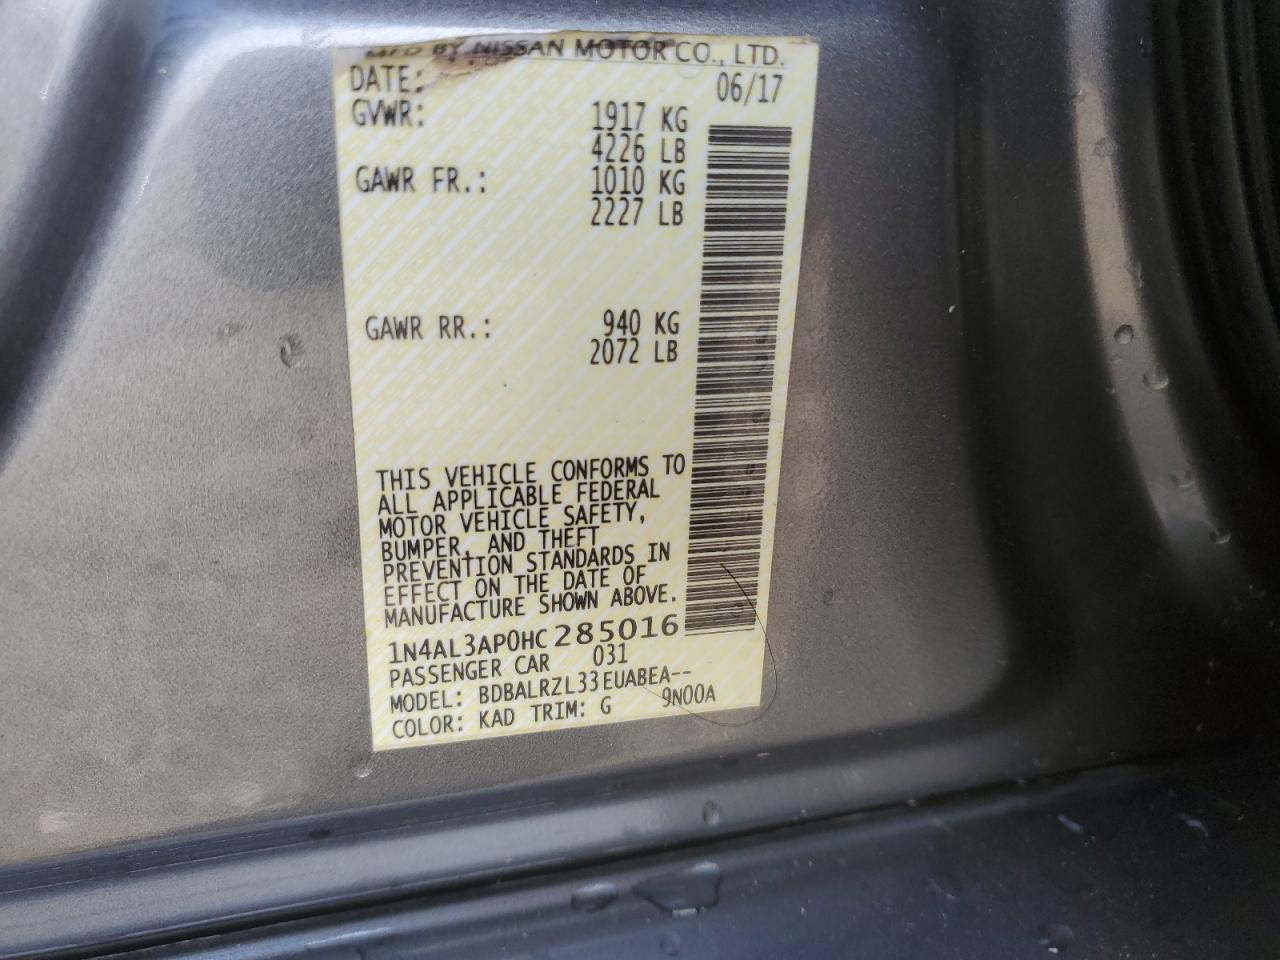 MFD BY NISSAN MOTOR CO., LTD.
DATE: 06/17
GVWR: 1917 KG
4226 LB
GAWR FR.: 1010 KG
2227 LB
GAWR RR.: 940 KG
2072 LB
THIS VEHICLE CONFORMS TO
ALL APPLICABLE FEDERAL
MOTOR VEHICLE SAFETY,
BUMPER, AND THEFT
PREVENTION STANDARDS IN
EFFECT ON THE DATE OF
MANUFACTURE SHOWN ABOVE.
1N4AL3AP0HC285016
PASSENGER CAR 031
MODEL: BDBALRZL33EUABEA--
COLOR: KAD TRIM: G 9N00A